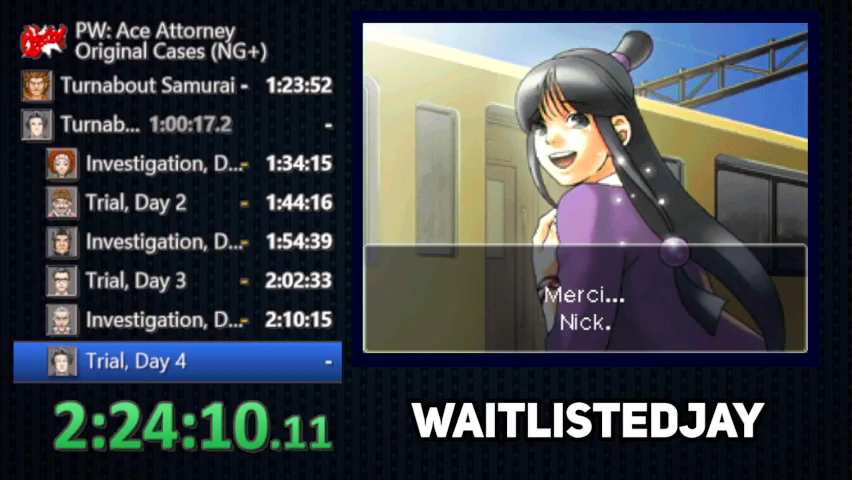 PW: Ace Attorney
Original Cases (NG+)
Turnabout Samurai - 1:23:52
Turnab... 1:00:17.2 -
Investigation, D...- 1:34:15
Trial, Day 2 - 1:44:16
Investigation, D...- 1:54:39
Trial, Day 3 - 2:02:33
Investigation, D...- 2:10:15
Trial, Day 4 -
2:24:10.11
Merci...
Nick.
WAITLISTEDJAY